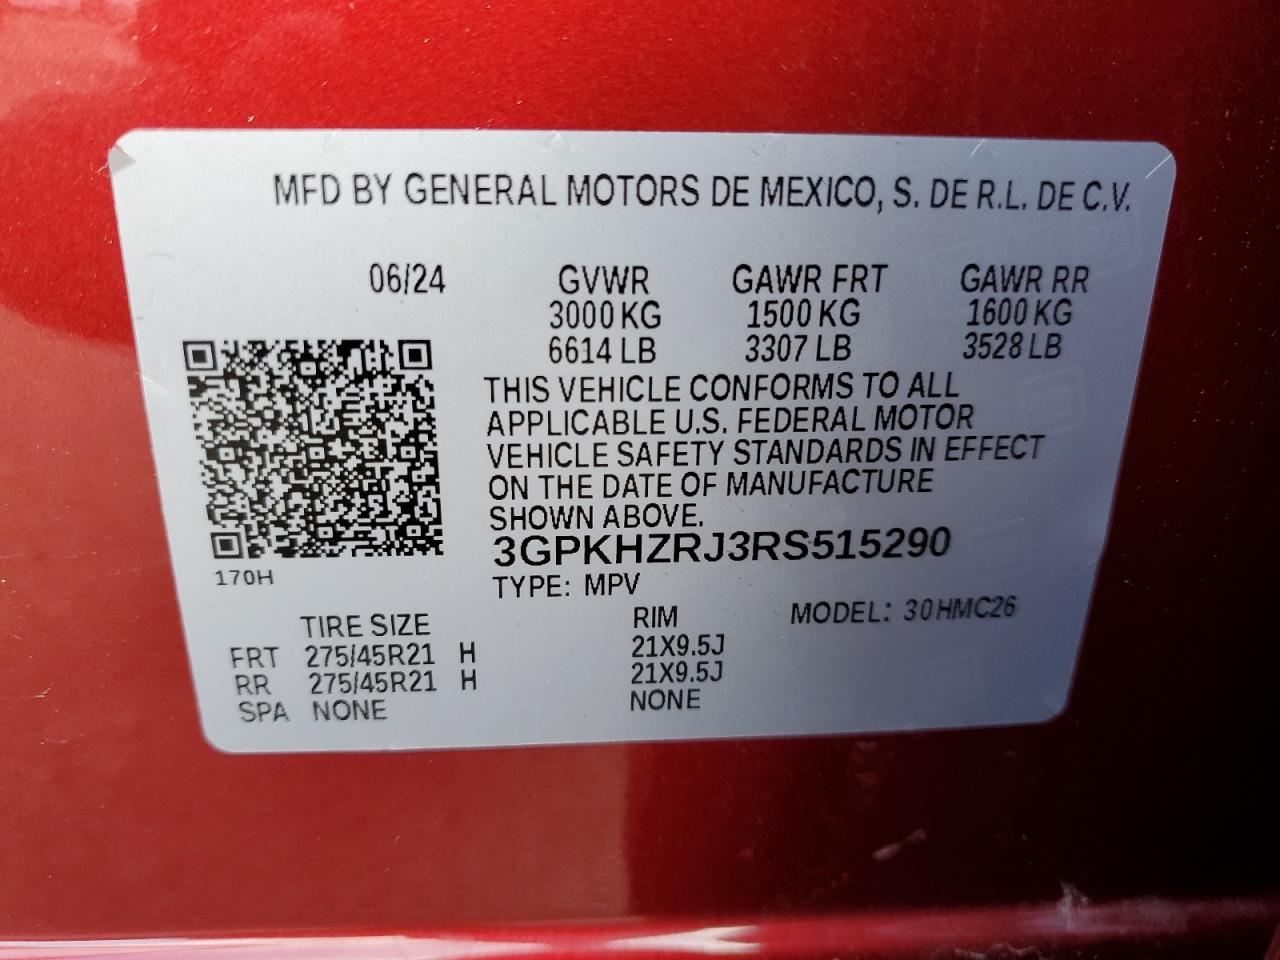 MFD BY GENERAL MOTORS DE MEXICO, S. DE R.L. DE C.V.
06/24 GVWR GAWR FRT GAWR RR
3000 KG 1500 KG 1600 KG
6614 LB 3307 LB 3528 LB
THIS VEHICLE CONFORMS TO ALL
APPLICABLE U.S. FEDERAL MOTOR
VEHICLE SAFETY STANDARDS IN EFFECT
ON THE DATE OF MANUFACTURE
SHOWN ABOVE.
3GPKHZRJ3RS515290
170H
TYPE: MPV
TIRE SIZE RIM MODEL: 30HMC26
FRT 275/45R21 H 21X9.5J
RR 275/45R21 H 21X9.5J
SPA NONE NONE